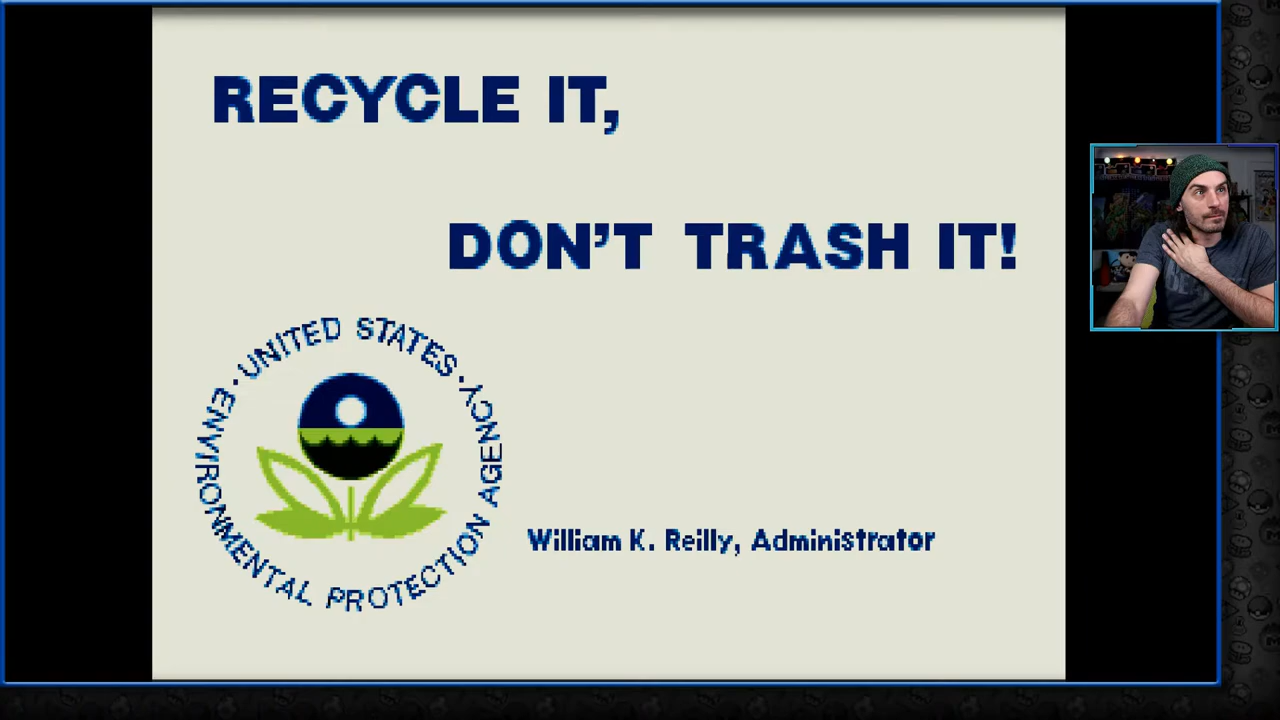 RECYCLE IT,
DON'T TRASH IT!
· UNITED STATES ·
ENVIRONMENTAL PROTECTION AGENCY
William K. Reilly, Administrator